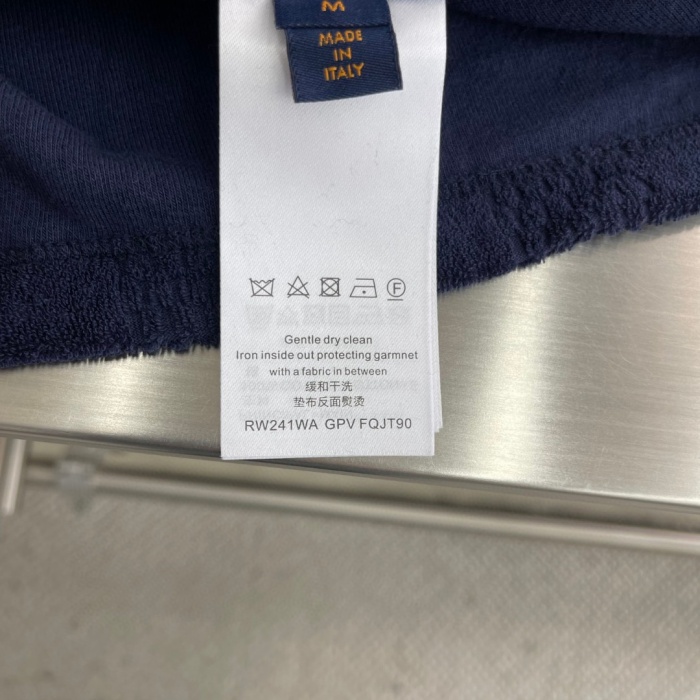 M
MADE
IN
ITALY
F
Gentle dry clean
Iron inside out protecting garmnet
with a fabric in between
缓和干洗
垫布反面熨烫
RW241WA GPV FQJT90